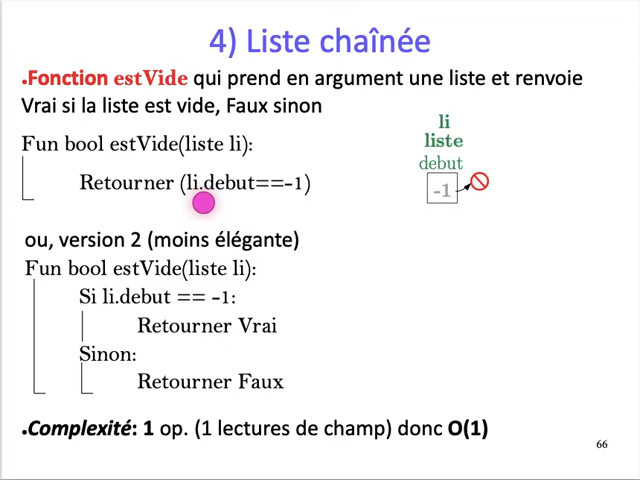 4) Liste chaînée
•Fonction estVide qui prend en argument une liste et renvoie
Vrai si la liste est vide, Faux sinon
li
liste
debut
-1
Fun bool estVide(liste li):
Retourner (li.debut==-1)
ou, version 2 (moins élégante)
Fun bool estVide(liste li):
Si li.debut == -1:
Retourner Vrai
Sinon:
Retourner Faux
•Complexité: 1 op. (1 lectures de champ) donc O(1)
66